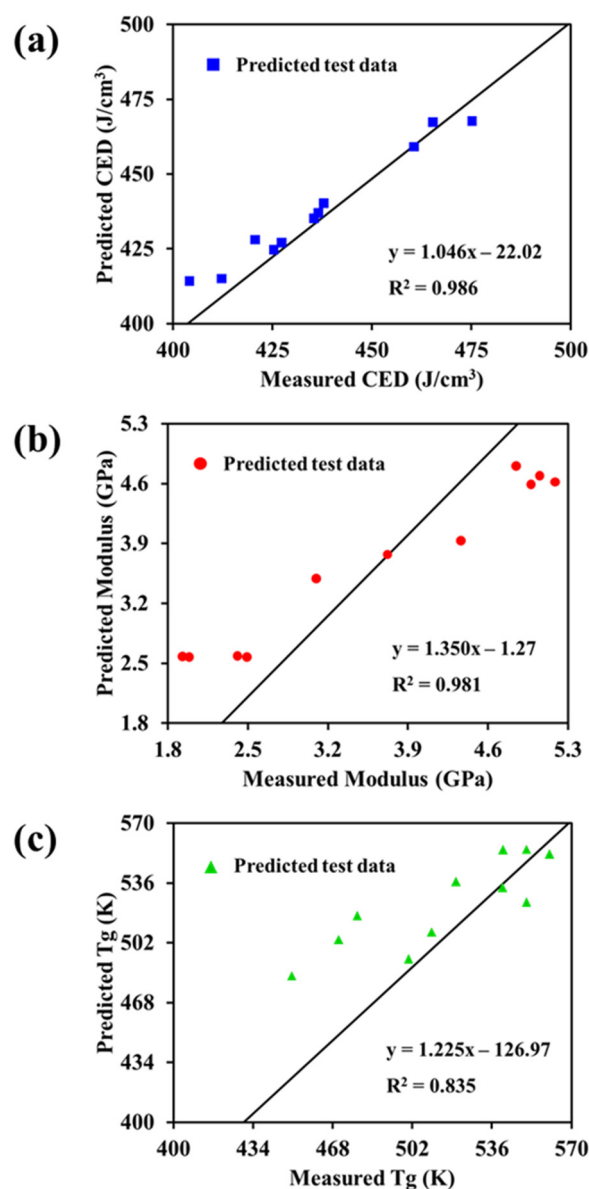 (a)
500
475
450
425
400
Predicted CED (J/cm³)
Predicted test data
y = 1.046x – 22.02
R² = 0.986
400 425 450 475 500
Measured CED (J/cm³)
(b)
5.3
4.6
3.9
3.2
2.5
1.8
Predicted Modulus (GPa)
Predicted test data
y = 1.350x – 1.27
R² = 0.981
1.8 2.5 3.2 3.9 4.6 5.3
Measured Modulus (GPa)
(c)
570
536
502
468
434
400
Predicted Tg (K)
Predicted test data
y = 1.225x – 126.97
R² = 0.835
400 434 468 502 536 570
Measured Tg (K)